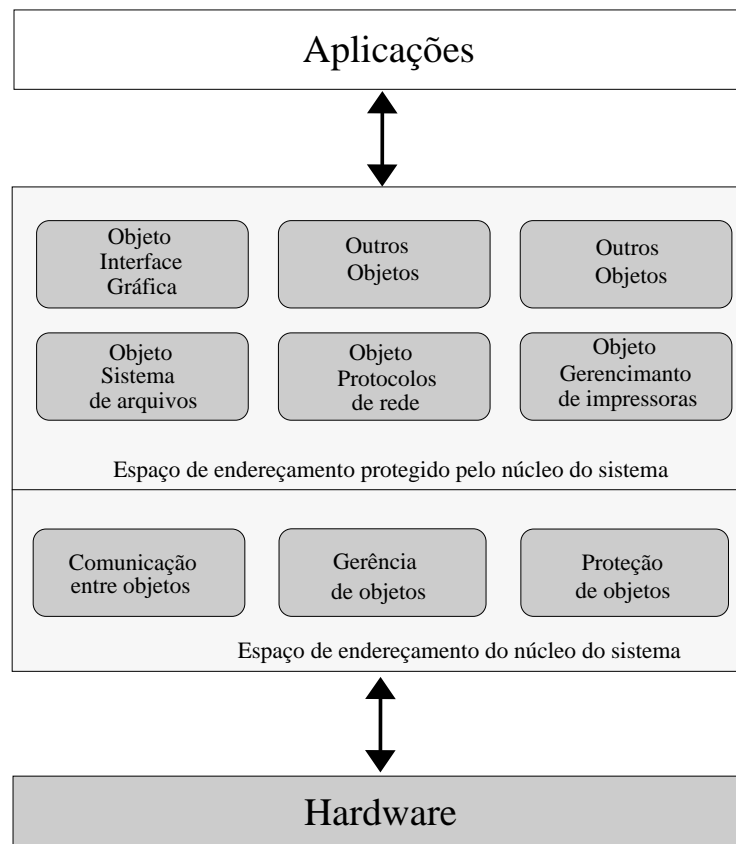 Aplicações
Objeto
Interface
Gráfica
Outros
Objetos
Outros
Objetos
Objeto
Sistema
de arquivos
Objeto
Protocolos
de rede
Objeto
Gerencimanto
de impressoras
Espaço de endereçamento protegido pelo núcleo do sistema
Comunicação
entre objetos
Gerência
de objetos
Proteção
de objetos
Espaço de endereçamento do núcleo do sistema
Hardware